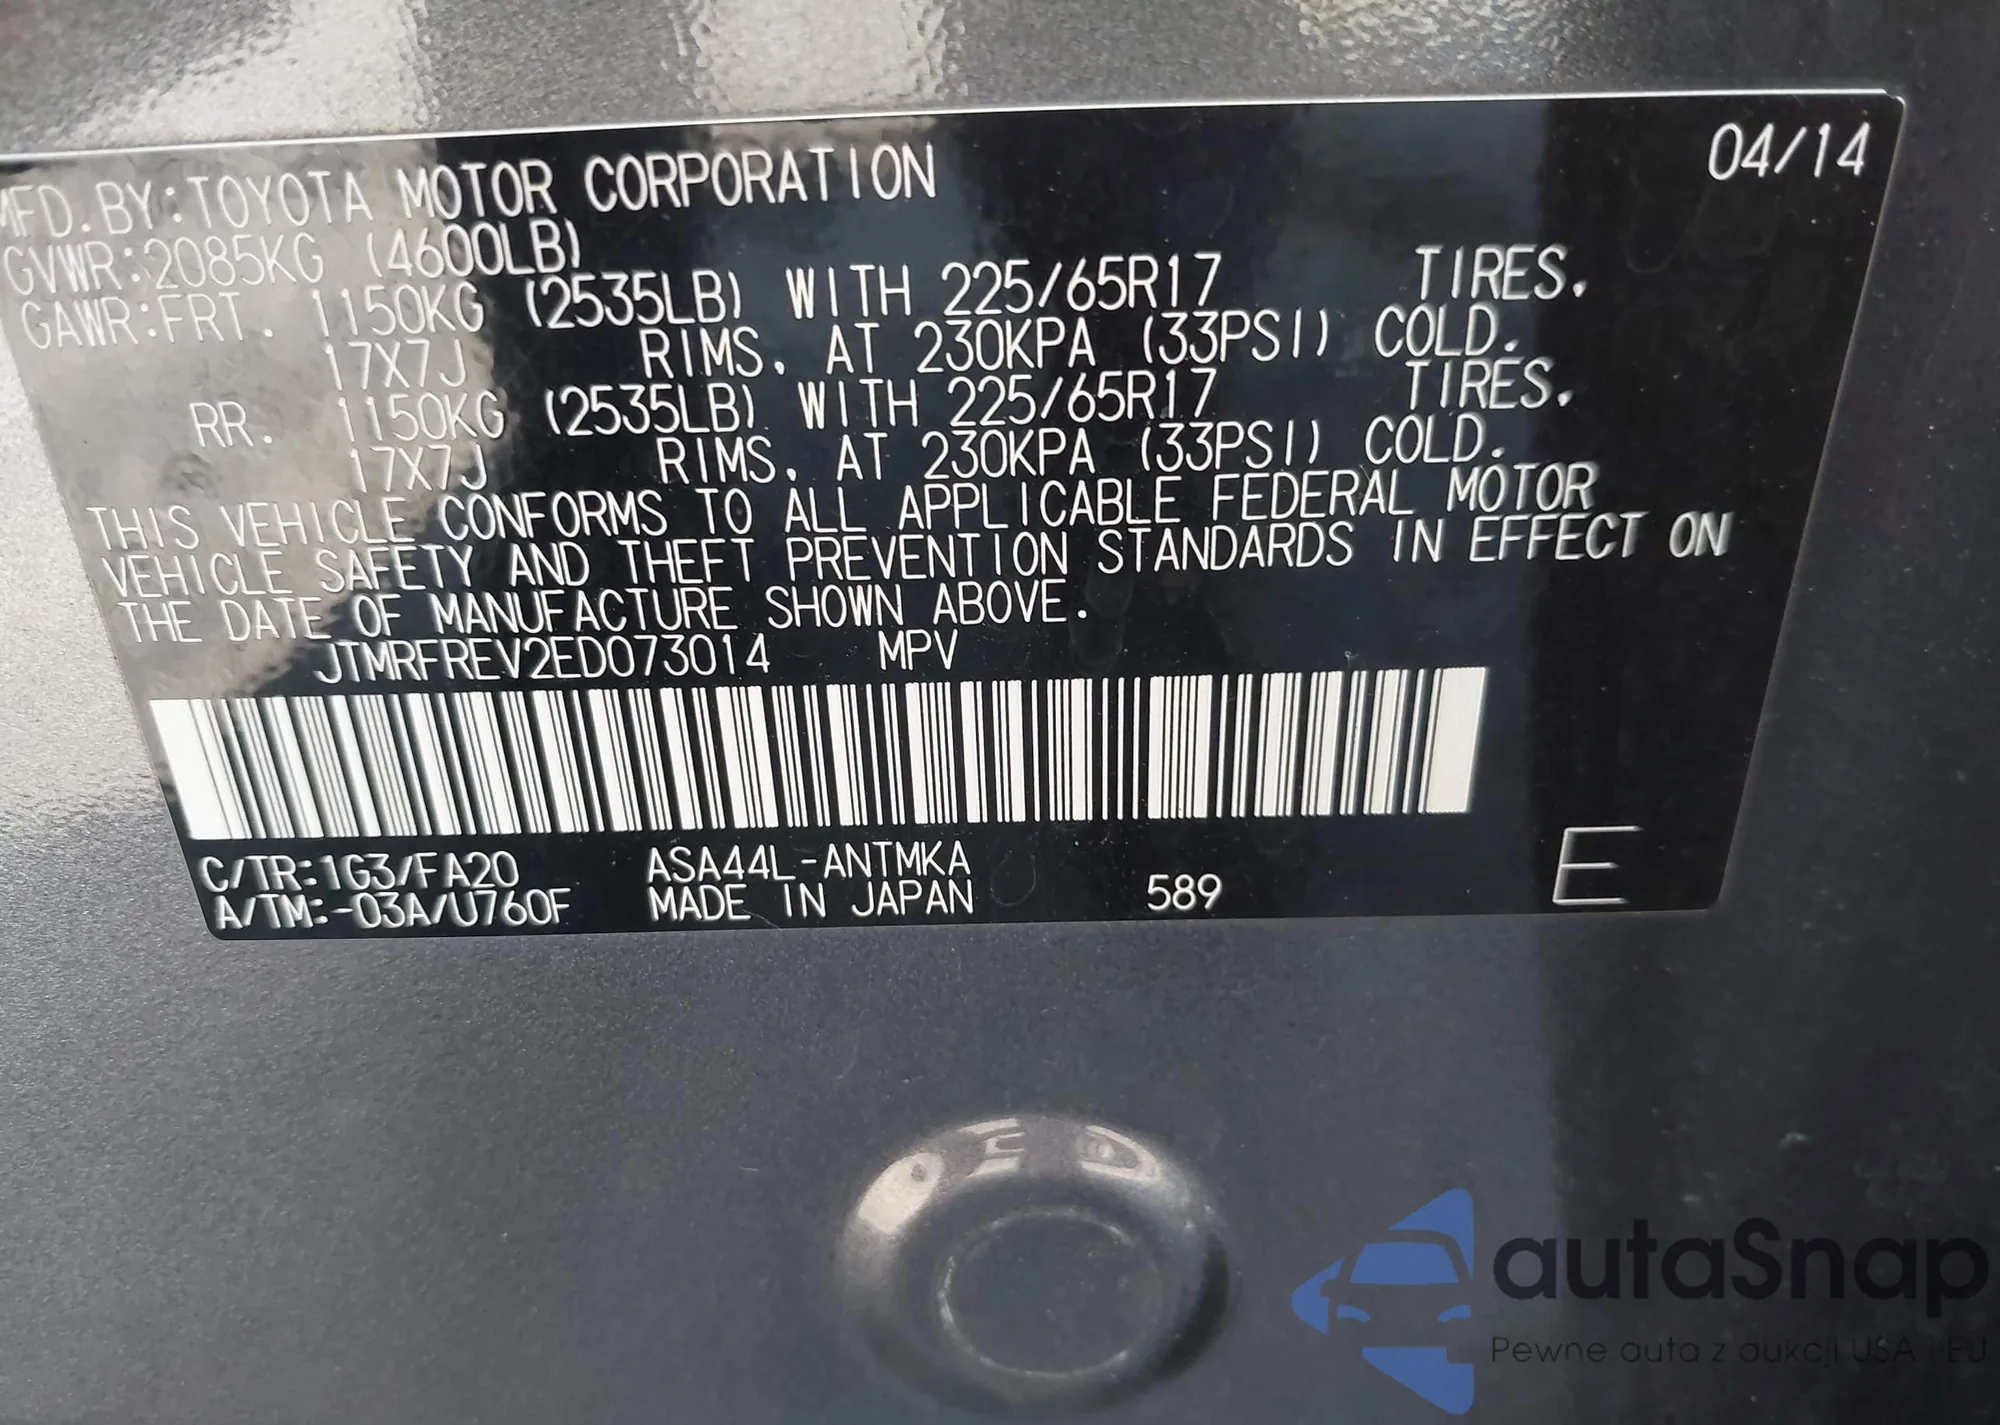 MFD. BY:TOYOTA MOTOR CORPORATION 04/14
GVWR:2085KG (4600LB)
GAWR:FRT. 1150KG (2535LB) WITH 225/65R17 TIRES.
17X7J RIMS. AT 230KPA (33PSI) COLD.
RR. 1150KG (2535LB) WITH 225/65R17 TIRES.
17X7J RIMS. AT 230KPA (33PSI) COLD.
THIS VEHICLE CONFORMS TO ALL APPLICABLE FEDERAL MOTOR
VEHICLE SAFETY AND THEFT PREVENTION STANDARDS IN EFFECT ON
THE DATE OF MANUFACTURE SHOWN ABOVE.
JTMRFREV2ED073014 MPV
C/TR:1G3/FA20 ASA44L-ANTMKA
A/TM:-03A/U760F MADE IN JAPAN 589 E
autaSnap
Pewne auta z aukcji USA i EU